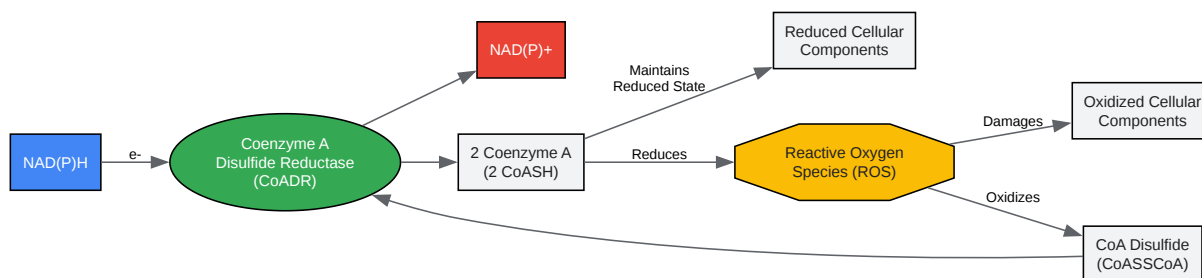 NAD(P)H
e-
Coenzyme A
Disulfide Reductase
(CoADR)
NAD(P)+
2 Coenzyme A
(2 CoASH)
Maintains
Reduced State
Reduced Cellular
Components
Reduces
Reactive Oxygen
Species (ROS)
Damages
Oxidized Cellular
Components
Oxidizes
CoA Disulfide
(CoASSCoA)